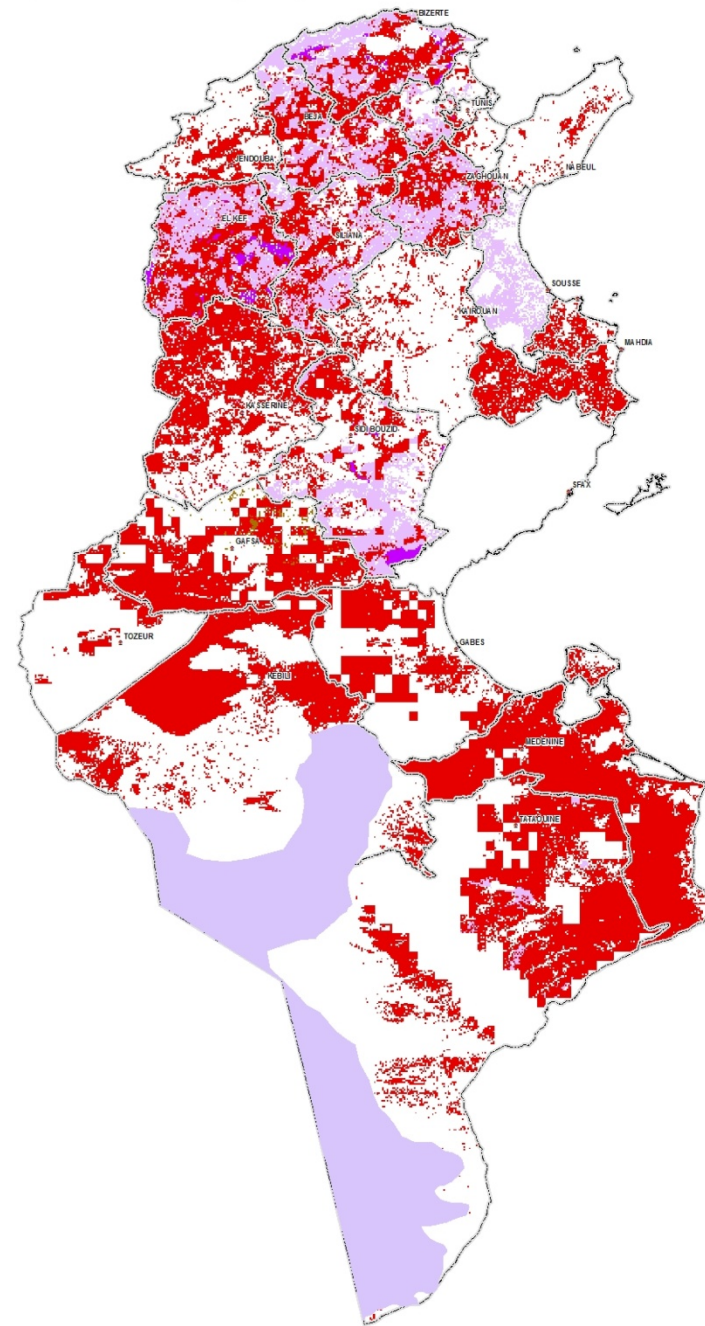 BIZERTE
TUNIS
BEJA
JENDOUBA
NABEUL
ZAGHOUAN
EL KEF
SILIANA
SOUSSE
KAIROUAN
MAHDIA
KASSERINE
SIDI BOUZID
SFAX
GAFSA
TOZEUR
GABES
KEBILI
MEDENINE
TATAOUINE